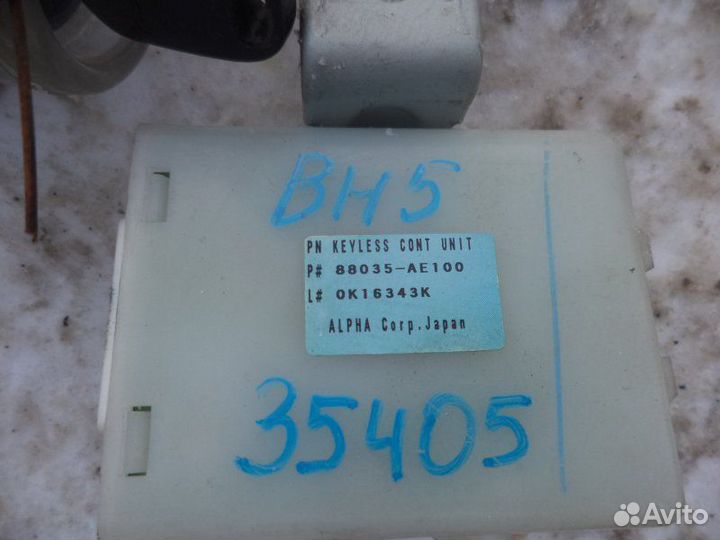 BH5
PN KEYLESS CONT UNIT
P# 88035-AE100
L# 0K16343K
ALPHA Corp. Japan
35405
Avito